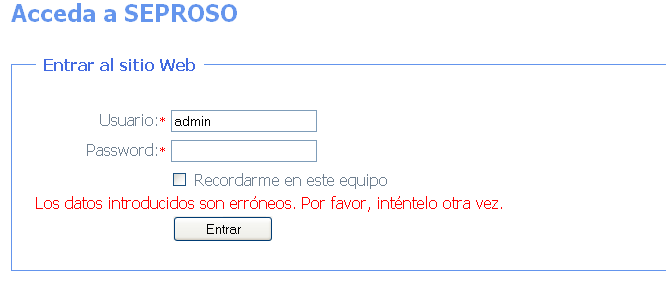 Acceda a SEPROSO
Entrar al sitio Web
Usuario:* admin
Password:*
Recordarme en este equipo
Los datos introducidos son erróneos. Por favor, inténtelo otra vez.
Entrar